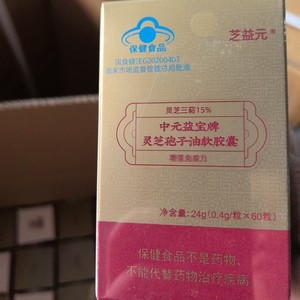 芝益元®
保健食品
国食健注G20200403
国家市场监督管理总局批准
灵芝三萜15%
中元益宝牌
灵芝孢子油软胶囊
增强免疫力
净含量：24g（0.4g/粒×60粒）
保健食品不是药物，
不能代替药物治疗疾病